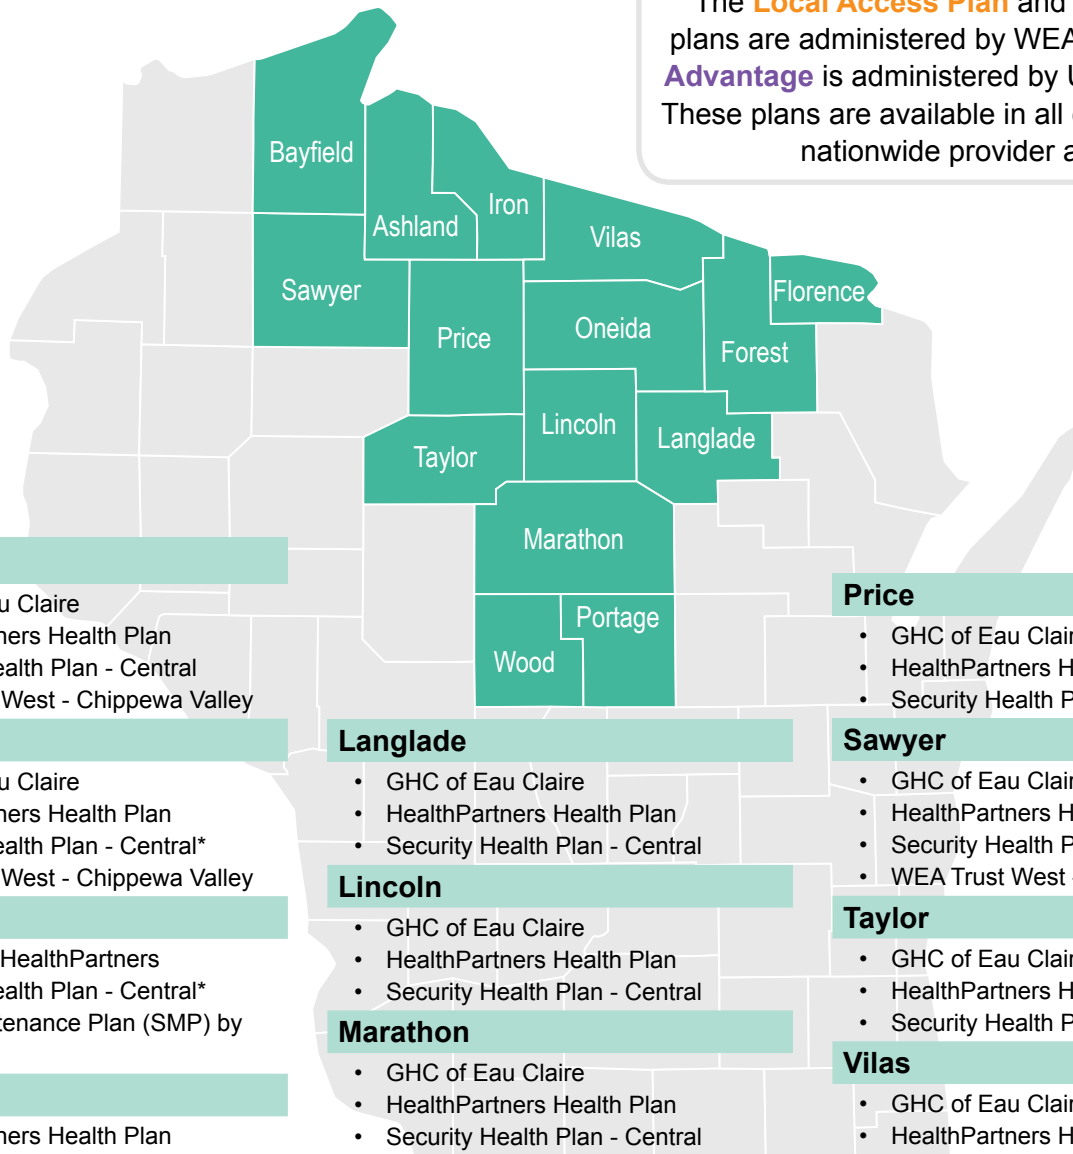 The Local Access Plan and
plans are administered by WEA
Advantage is administered by U
These plans are available in all
nationwide provider a
Bayfield
Ashland
Iron
Vilas
Sawyer
Price
Oneida
Florence
Forest
Lincoln
Langlade
Taylor
Marathon
Portage
Wood
u Claire
ners Health Plan
ealth Plan - Central
West - Chippewa Valley
u Claire
ners Health Plan
ealth Plan - Central*
West - Chippewa Valley
HealthPartners
ealth Plan - Central*
tenance Plan (SMP) by
ners Health Plan
Langlade
• GHC of Eau Claire
• HealthPartners Health Plan
• Security Health Plan - Central
Lincoln
• GHC of Eau Claire
• HealthPartners Health Plan
• Security Health Plan - Central
Marathon
• GHC of Eau Claire
• HealthPartners Health Plan
• Security Health Plan - Central
Price
• GHC of Eau Clair
• HealthPartners H
• Security Health P
Sawyer
• GHC of Eau Clair
• HealthPartners H
• Security Health P
• WEA Trust West
Taylor
• GHC of Eau Clair
• HealthPartners H
• Security Health P
Vilas
• GHC of Eau Clair
• HealthPartners H